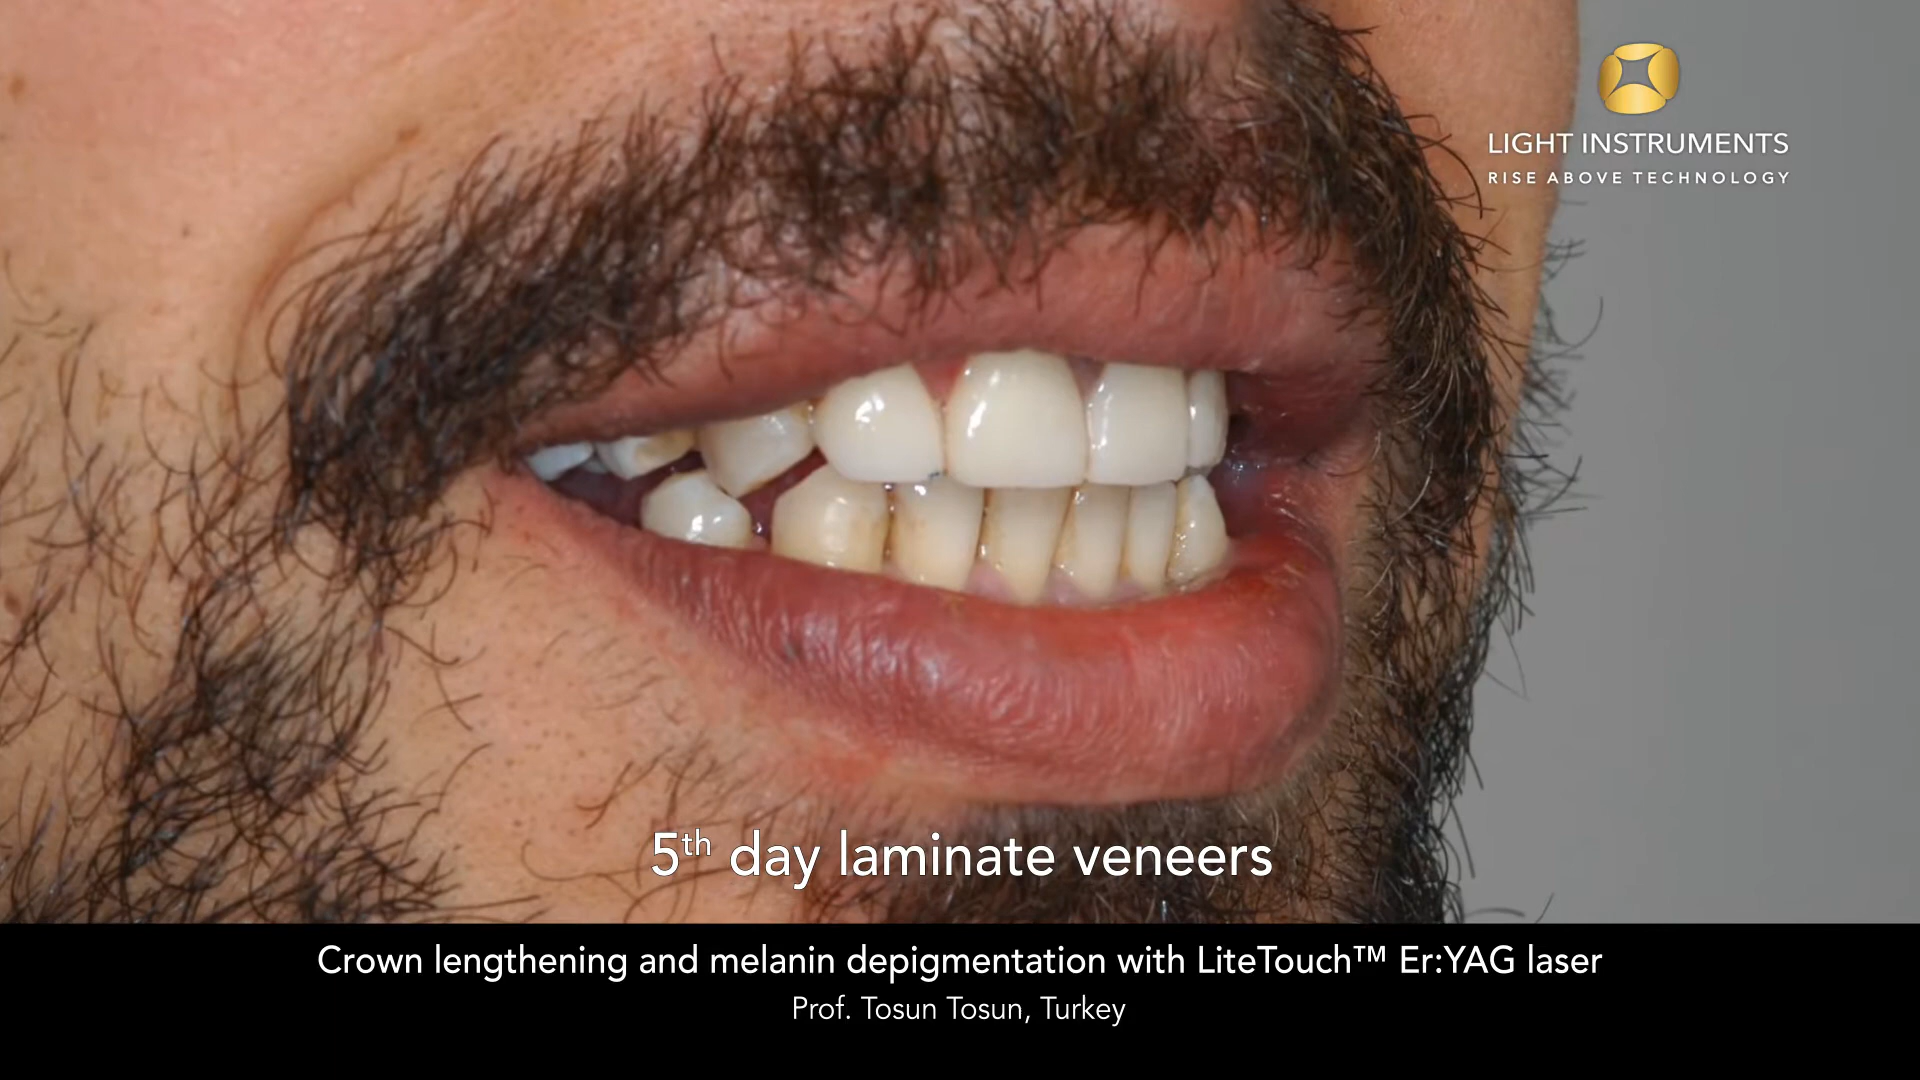 LIGHT INSTRUMENTS
RISE ABOVE TECHNOLOGY
5th day laminate veneers
Crown lengthening and melanin depigmentation with LiteTouch™ Er:YAG laser
Prof. Tosun Tosun, Turkey